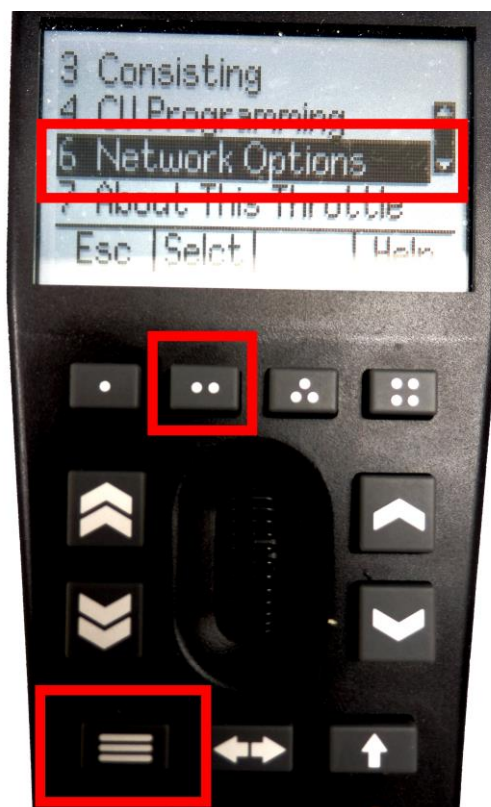 3 Consisting
4 CV Programming
6 Network Options
7 About This Throttle
Esc Selct Help